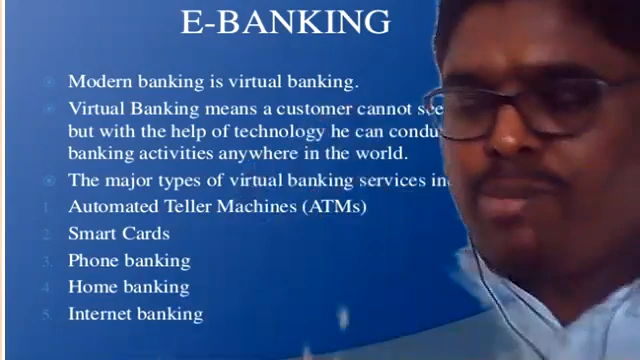 E-BANKING
Modern banking is virtual banking.
Virtual Banking means a customer cannot see
but with the help of technology he can
banking activities anywhere in the world.
The major types of virtual banking services
1. Automated Teller Machines (ATMs)
2. Smart Cards
3. Phone banking
4. Home banking
5. Internet banking